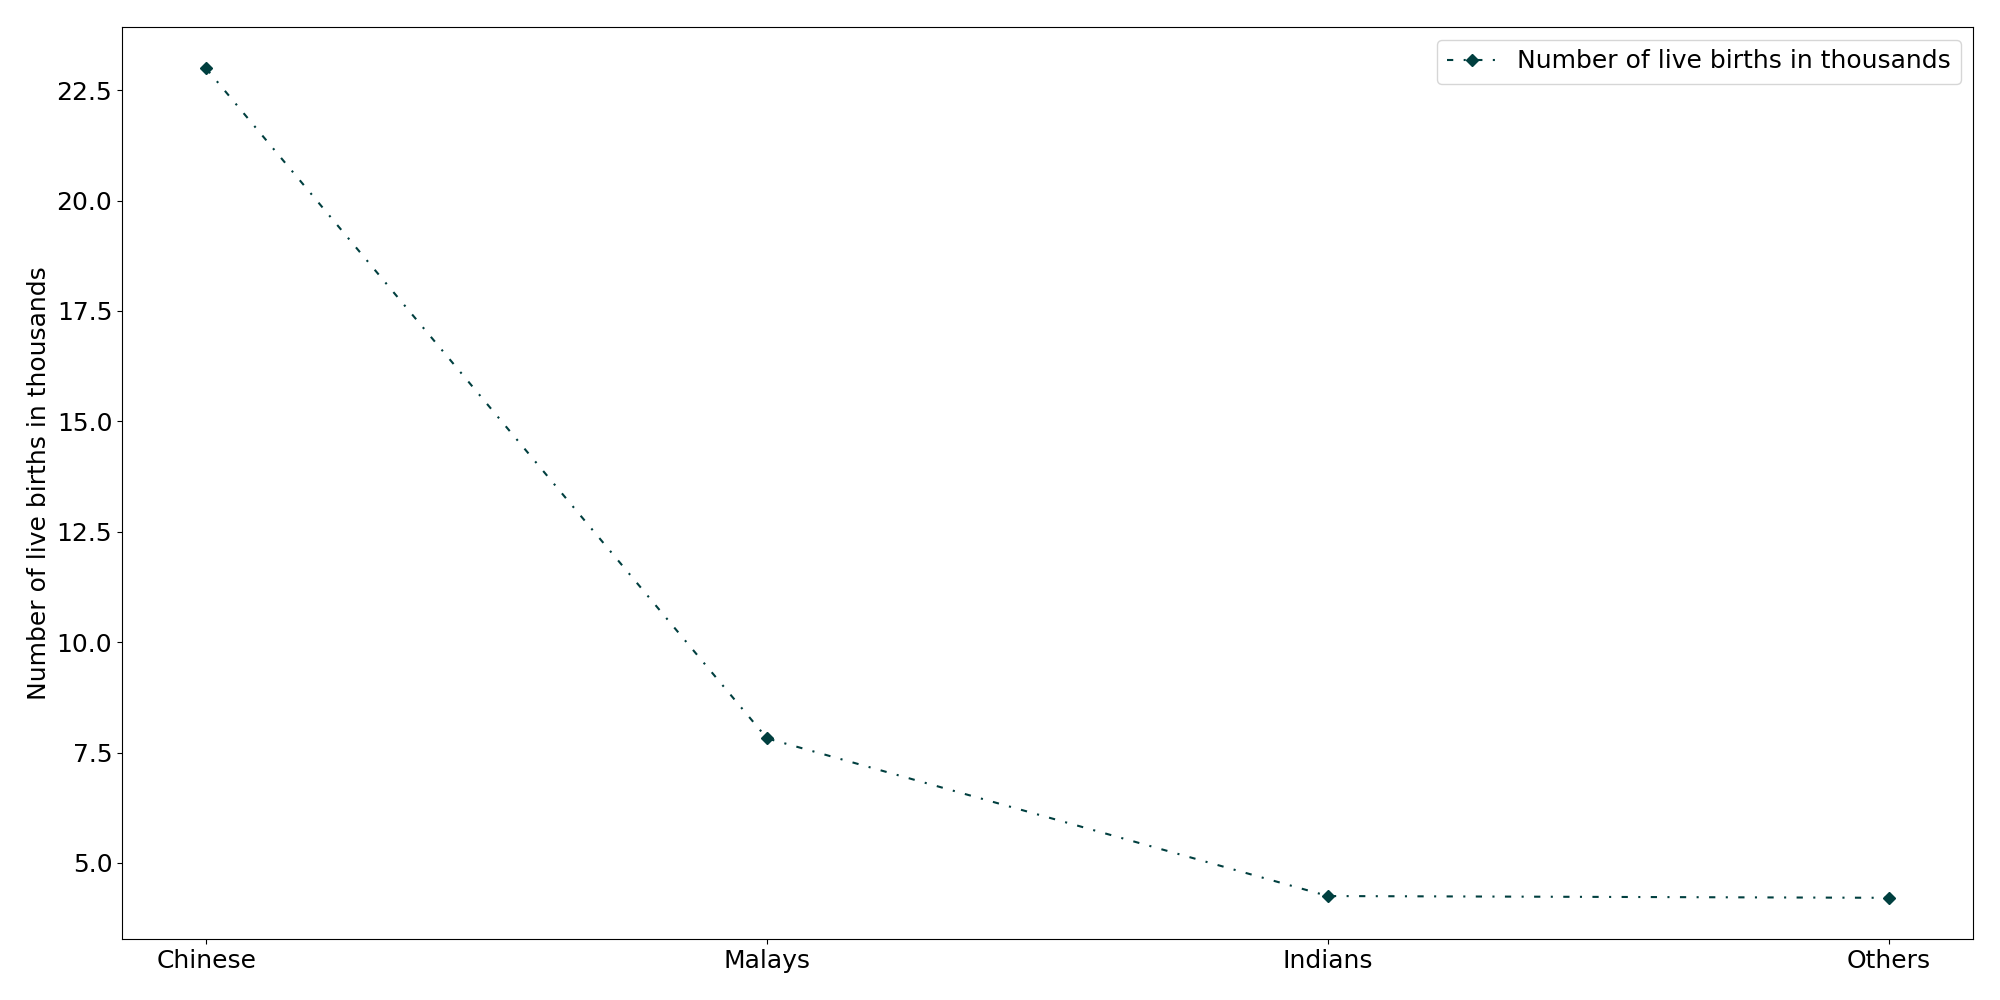 Number of live births in thousands
22.5
20.0
17.5
15.0
12.5
10.0
7.5
5.0
Number of live births in thousands
Chinese
Malays
Indians
Others